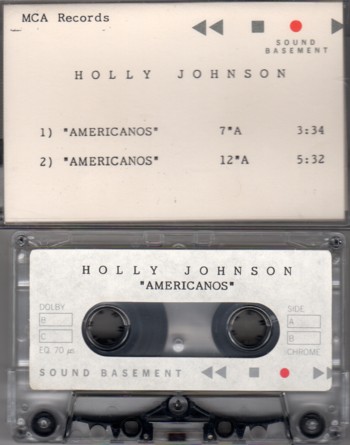 MCA Records
SOUND
BASEMENT
HOLLY JOHNSON
1) "AMERICANOS" 7"A 3:34
2) "AMERICANOS" 12"A 5:32
HOLLY JOHNSON
"AMERICANOS"
DOLBY
B
C
EQ. 70 µs
SIDE
A
B
CHROME
SOUND BASEMENT